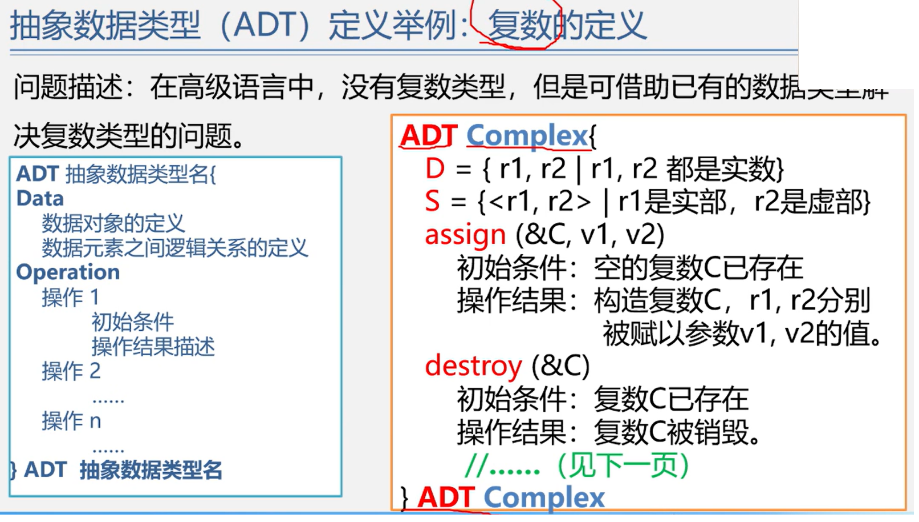 抽象数据类型（ADT）定义举例：复数的定义
问题描述：在高级语言中，没有复数类型，但是可借助已有的数据类型解
决复数类型的问题。
ADT 抽象数据类型名{
Data
数据对象的定义
数据元素之间逻辑关系的定义
Operation
操作 1
初始条件
操作结果描述
操作 2
……
操作 n
……
} ADT 抽象数据类型名
ADT Complex{
D = { r1, r2 | r1, r2 都是实数}
S = {<r1, r2> | r1是实部，r2是虚部}
assign (&C, v1, v2)
初始条件：空的复数C已存在
操作结果：构造复数C，r1, r2分别
被赋以参数v1, v2的值。
destroy (&C)
初始条件：复数C已存在
操作结果：复数C被销毁。
//……（见下一页）
} ADT Complex